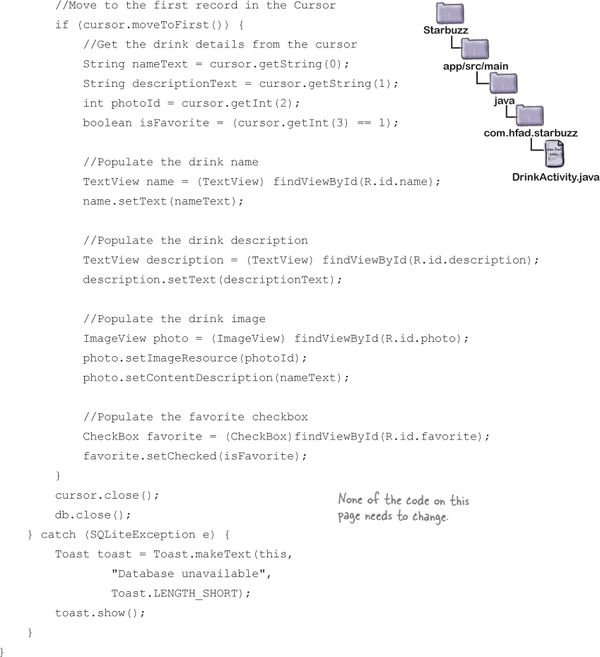 //Move to the first record in the Cursor
if (cursor.moveToFirst()) {
//Get the drink details from the cursor
String nameText = cursor.getString(0);
String descriptionText = cursor.getString(1);
int photoId = cursor.getInt(2);
boolean isFavorite = (cursor.getInt(3) == 1);
//Populate the drink name
TextView name = (TextView) findViewById(R.id.name);
name.setText(nameText);
//Populate the drink description
TextView description = (TextView) findViewById(R.id.description);
description.setText(descriptionText);
//Populate the drink image
ImageView photo = (ImageView) findViewById(R.id.photo);
photo.setImageResource(photoId);
photo.setContentDescription(nameText);
//Populate the favorite checkbox
CheckBox favorite = (CheckBox)findViewById(R.id.favorite);
favorite.setChecked(isFavorite);
}
cursor.close();
db.close();
} catch (SQLiteException e) {
Toast toast = Toast.makeText(this,
"Database unavailable",
Toast.LENGTH_SHORT);
toast.show();
}
}
Starbuzz
app/src/main
java
com.hfad.starbuzz
DrinkActivity.java
None of the code on this
page needs to change.